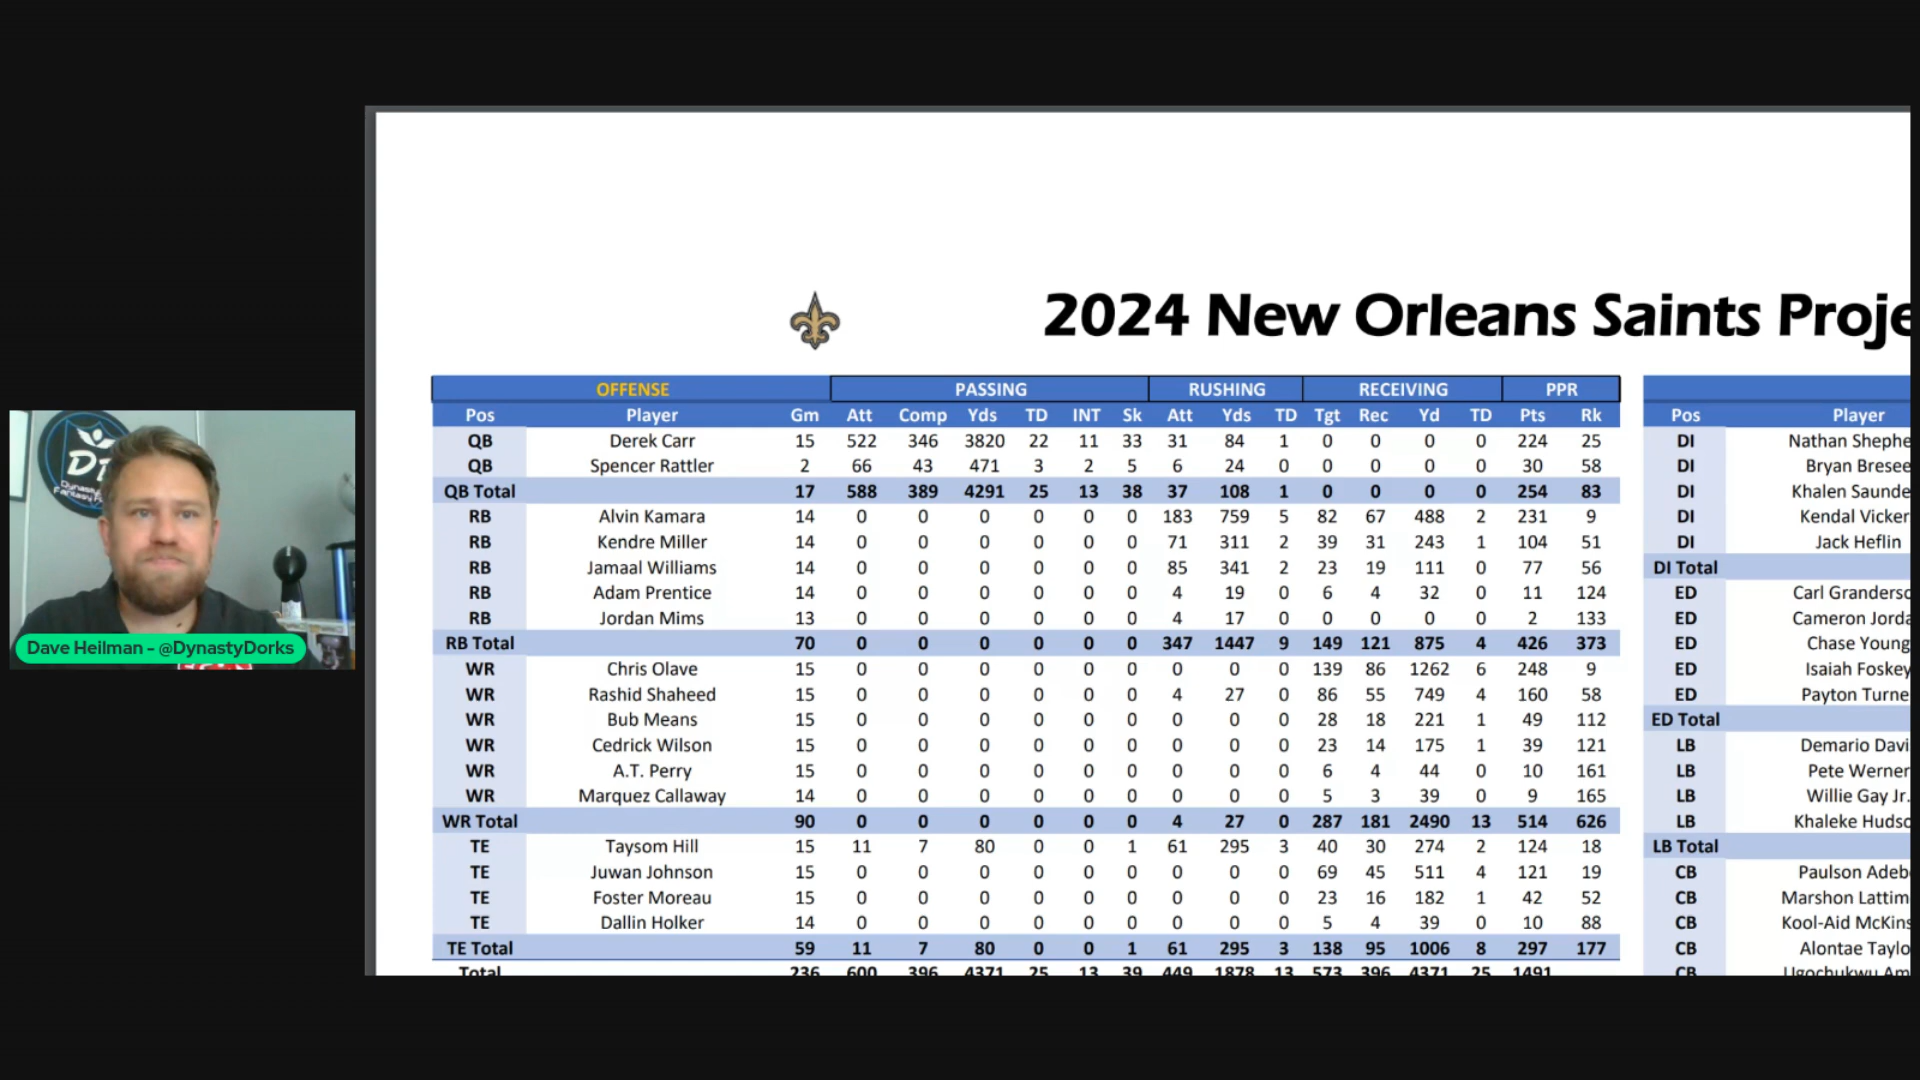 2024 New Orleans Saints Proje
OFFENSE PASSING RUSHING RECEIVING PPR
Pos Player Gm Att Comp Yds TD INT Sk Att Yds TD Tgt Rec Yd TD Pts Rk Pos Player
QB Derek Carr 15 522 346 3820 22 11 33 31 84 1 0 0 0 0 224 25 DI Nathan Shephe
QB Spencer Rattler 2 66 43 471 3 2 5 6 24 0 0 0 0 0 30 58 DI Bryan Bresee
QB Total 17 588 389 4291 25 13 38 37 108 1 0 0 0 0 254 83 DI Khalen Saunde
RB Alvin Kamara 14 0 0 0 0 0 0 183 759 5 82 67 488 2 231 9 DI Kendal Vicker
RB Kendre Miller 14 0 0 0 0 0 0 71 311 2 39 31 243 1 104 51 DI Jack Heflin
RB Jamaal Williams 14 0 0 0 0 0 0 85 341 2 23 19 111 0 77 56 DI Total
RB Adam Prentice 14 0 0 0 0 0 0 4 19 0 6 4 32 0 11 124 ED Carl Granderso
RB Jordan Mims 13 0 0 0 0 0 0 4 17 0 0 0 0 0 2 133 ED Cameron Jorda
RB Total 70 0 0 0 0 0 0 347 1447 9 149 121 875 4 426 373 ED Chase Young
WR Chris Olave 15 0 0 0 0 0 0 0 0 0 139 86 1262 6 248 9 ED Isaiah Foskey
WR Rashid Shaheed 15 0 0 0 0 0 0 4 27 0 86 55 749 4 160 58 ED Payton Turne
WR Bub Means 15 0 0 0 0 0 0 0 0 0 28 18 221 1 49 112 ED Total
WR Cedrick Wilson 15 0 0 0 0 0 0 0 0 0 23 14 175 1 39 121 LB Demario Davi
WR A.T. Perry 15 0 0 0 0 0 0 0 0 0 6 4 44 0 10 161 LB Pete Werner
WR Marquez Callaway 14 0 0 0 0 0 0 0 0 0 5 3 39 0 9 165 LB Willie Gay Jr.
WR Total 90 0 0 0 0 0 0 4 27 0 287 181 2490 13 514 626 LB Khaleke Hudso
TE Taysom Hill 15 11 7 80 0 0 1 61 295 3 40 30 274 2 124 18 LB Total
TE Juwan Johnson 15 0 0 0 0 0 0 0 0 0 69 45 511 4 121 19 CB Paulson Adeb
TE Foster Moreau 15 0 0 0 0 0 0 0 0 0 23 16 182 1 42 52 CB Marshon Lattim
TE Dallin Holker 14 0 0 0 0 0 0 0 0 0 5 4 39 0 10 88 CB Kool-Aid McKins
TE Total 59 11 7 80 0 0 1 61 295 3 138 95 1006 8 297 177 CB Alontae Taylo
Total 236 600 396 4371 25 13 39 449 1878 13 573 396 4371 25 1491 CB Ugochukwu Am
Dave Heilman - @DynastyDorks